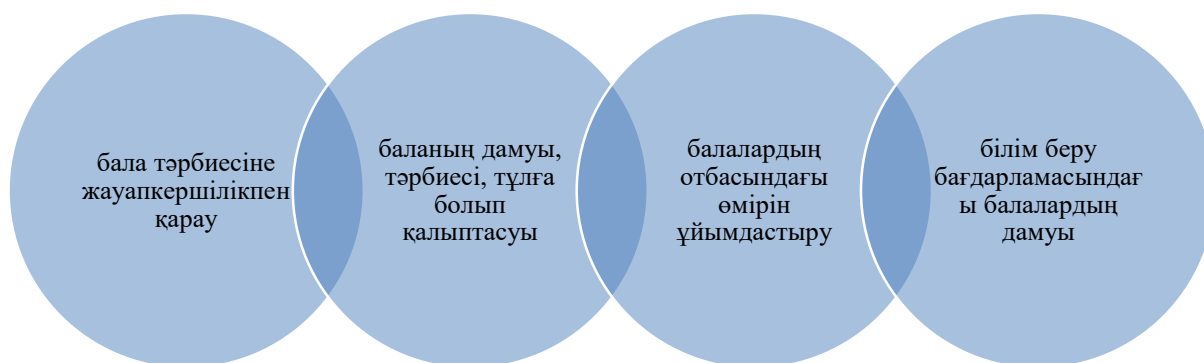 бала тәрбиесіне
жауапкершілікпен
қарау
баланың дамуы,
тәрбиесі, тұлға
болып
қалыптасуы
балалардың
отбасындағы
өмірін
ұйымдастыру
білім беру
бағдарламасындағ
ы балалардың
дамуы